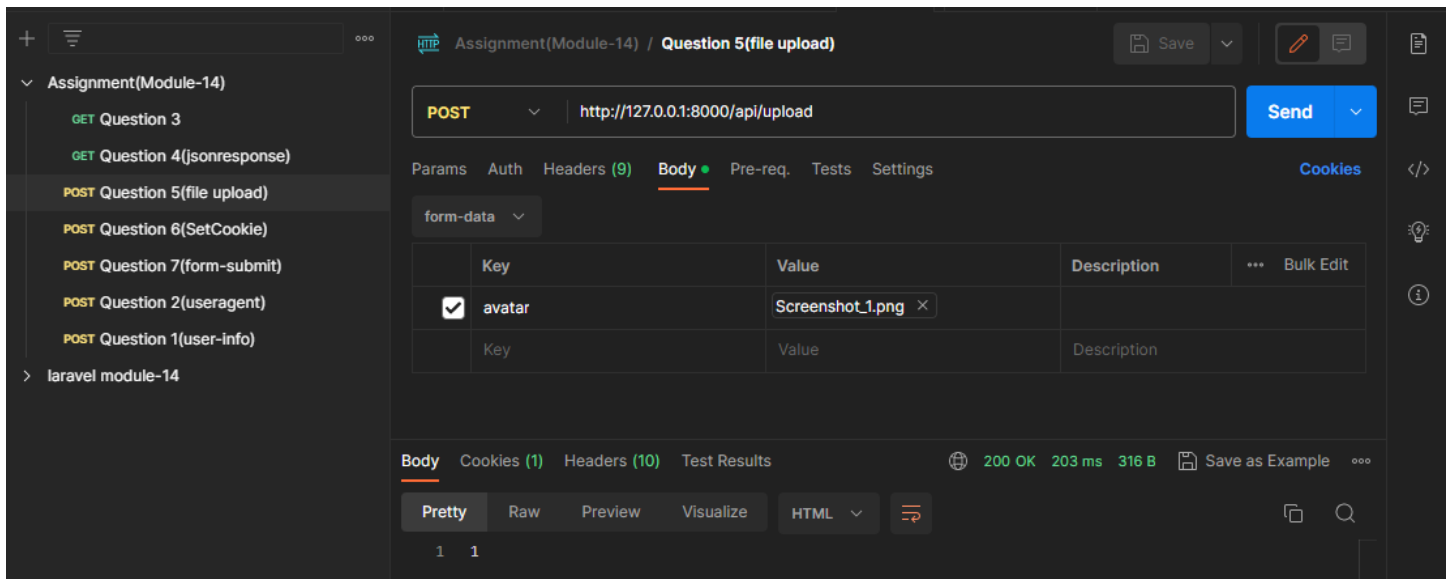 Assignment(Module-14)
GET Question 3
GET Question 4(jsonresponse)
POST Question 5(file upload)
POST Question 6(SetCookie)
POST Question 7(form-submit)
POST Question 2(useragent)
POST Question 1(user-info)
laravel module-14
HTTP Assignment(Module-14) / Question 5(file upload) Save
POST http://127.0.0.1:8000/api/upload Send
Params Auth Headers (9) Body Pre-req. Tests Settings Cookies
form-data
Key Value Description Bulk Edit
avatar Screenshot_1.png
Key Value Description
Body Cookies (1) Headers (10) Test Results 200 OK 203 ms 316 B Save as Example
Pretty Raw Preview Visualize HTML
1 1